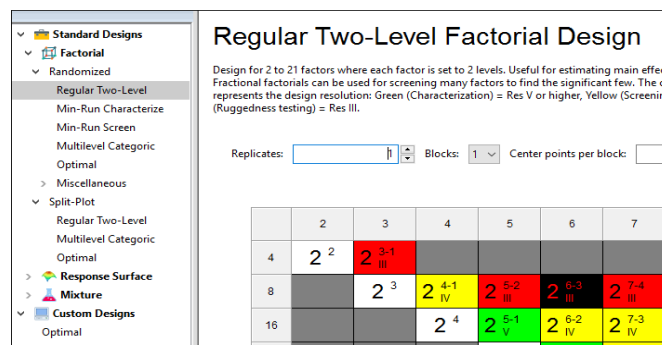 Standard Designs
Factorial
Randomized
Regular Two-Level
Min-Run Characterize
Min-Run Screen
Multilevel Categoric
Optimal
Miscellaneous
Split-Plot
Regular Two-Level
Multilevel Categoric
Optimal
Response Surface
Mixture
Custom Designs
Optimal
Regular Two-Level Factorial Design
Design for 2 to 21 factors where each factor is set to 2 levels. Useful for estimating main effec
Fractional factorials can be used for screening many factors to find the significant few. The c
represents the design resolution: Green (Characterization) = Res V or higher, Yellow (Screenin
(Ruggedness testing) = Res III.
Replicates: 1 Blocks: 1 Center points per block:
2 3 4 5 6 7
4 2^2 2^3-1 III
8 2^3 2^4-1 IV 2^5-2 III 2^6-3 III 2^7-4 III
16 2^4 2^5-1 V 2^6-2 IV 2^7-3 IV